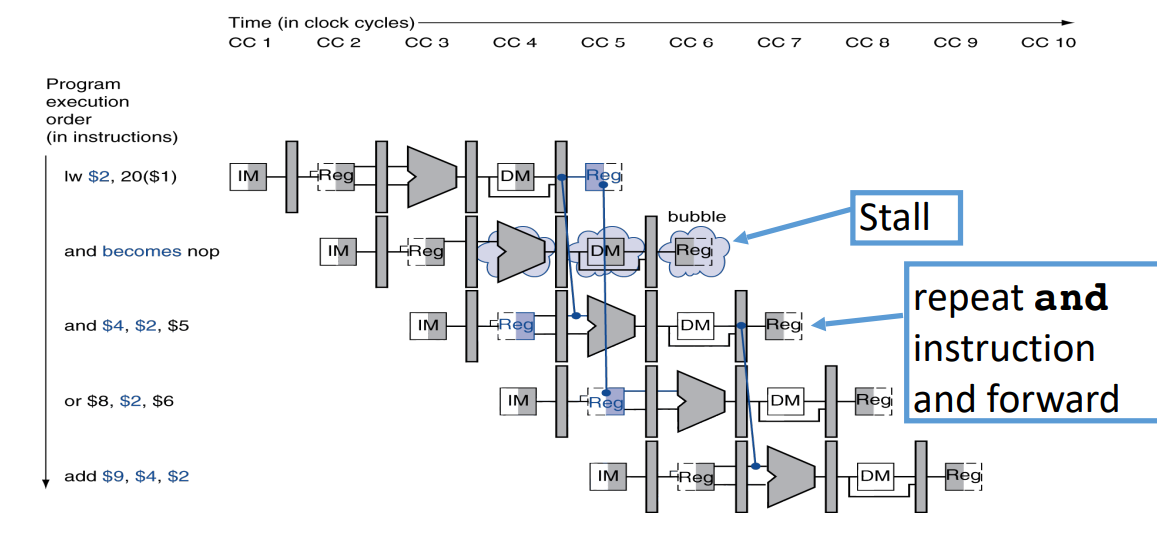 Time (in clock cycles)
CC 1 CC 2 CC 3 CC 4 CC 5 CC 6 CC 7 CC 8 CC 9 CC 10
Program
execution
order
(in instructions)
lw $2, 20($1)
IM Reg DM Reg
bubble
Stall
and becomes nop
IM Reg DM Reg
repeat and
instruction
and forward
and $4, $2, $5
IM Reg DM Reg
or $8, $2, $6
IM Reg DM Reg
add $9, $4, $2
IM Reg DM Reg